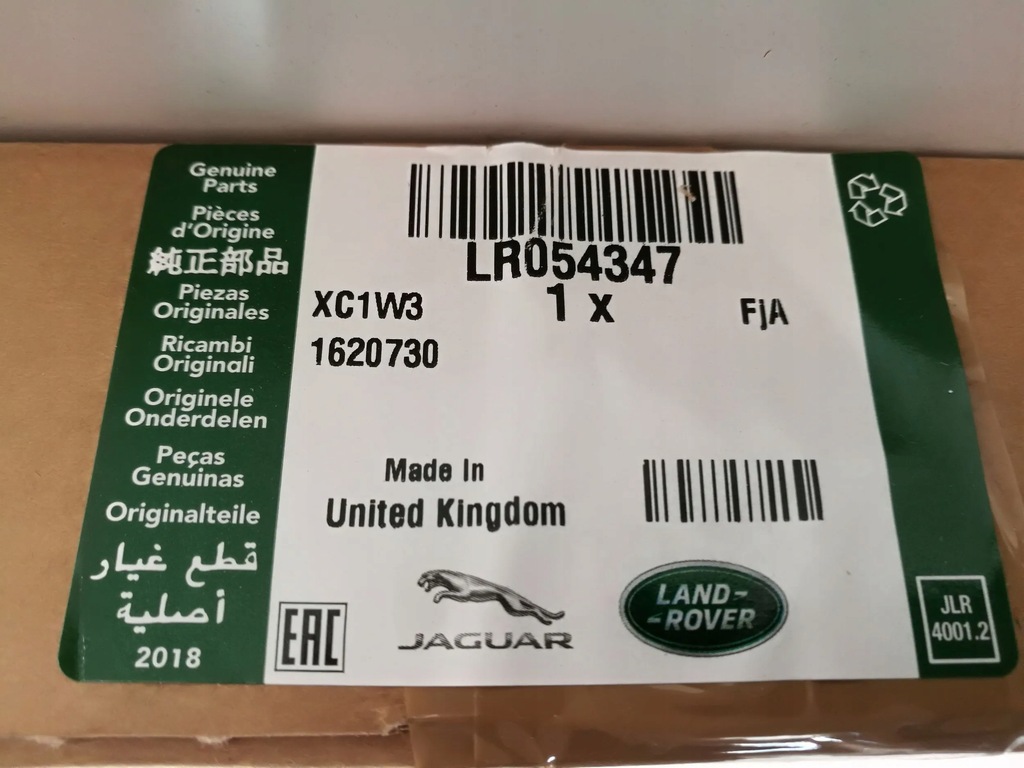 Genuine
Parts
Pièces
d'Origine
純正部品
Piezas
Originales
Ricambi
Originali
Originele
Onderdelen
Peças
Genuinas
Originalteile
قطع غيار
أصلية
2018
LR054347
XC1W3
1 x
FjA
1620730
Made In
United Kingdom
EAC
JAGUAR
LAND-
-ROVER
JLR
4001.2